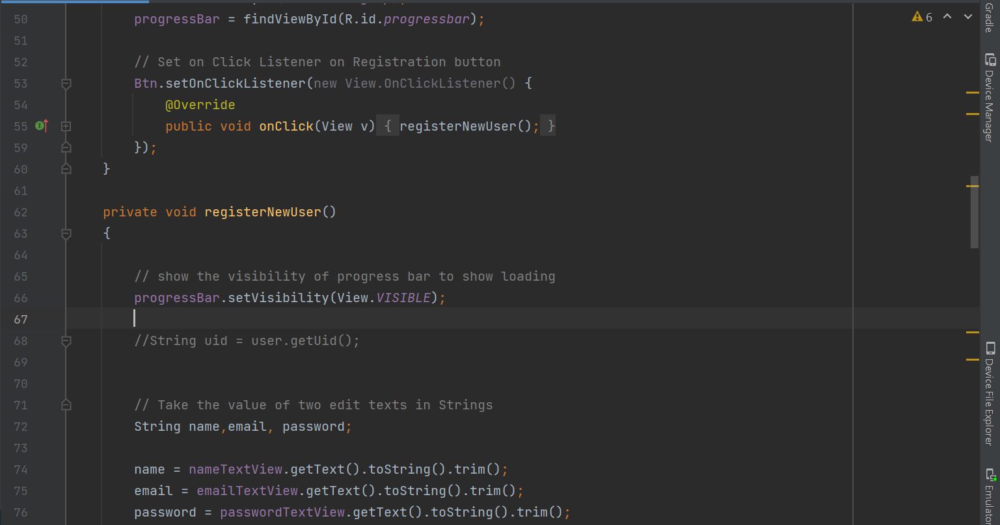 50 progressBar = findViewById(R.id.progressbar);
51
52 // Set on Click Listener on Registration button
53 Btn.setOnClickListener(new View.OnClickListener() {
54 @Override
55 public void onClick(View v) { registerNewUser(); }
59 });
60 }
61
62 private void registerNewUser()
63 {
64
65 // show the visibility of progress bar to show loading
66 progressBar.setVisibility(View.VISIBLE);
67
68 //String uid = user.getUid();
69
70
71 // Take the value of two edit texts in Strings
72 String name,email, password;
73
74 name = nameTextView.getText().toString().trim();
75 email = emailTextView.getText().toString().trim();
76 password = passwordTextView.getText().toString().trim();
6
Gradle
Device Manager
Device File Explorer
Emulator